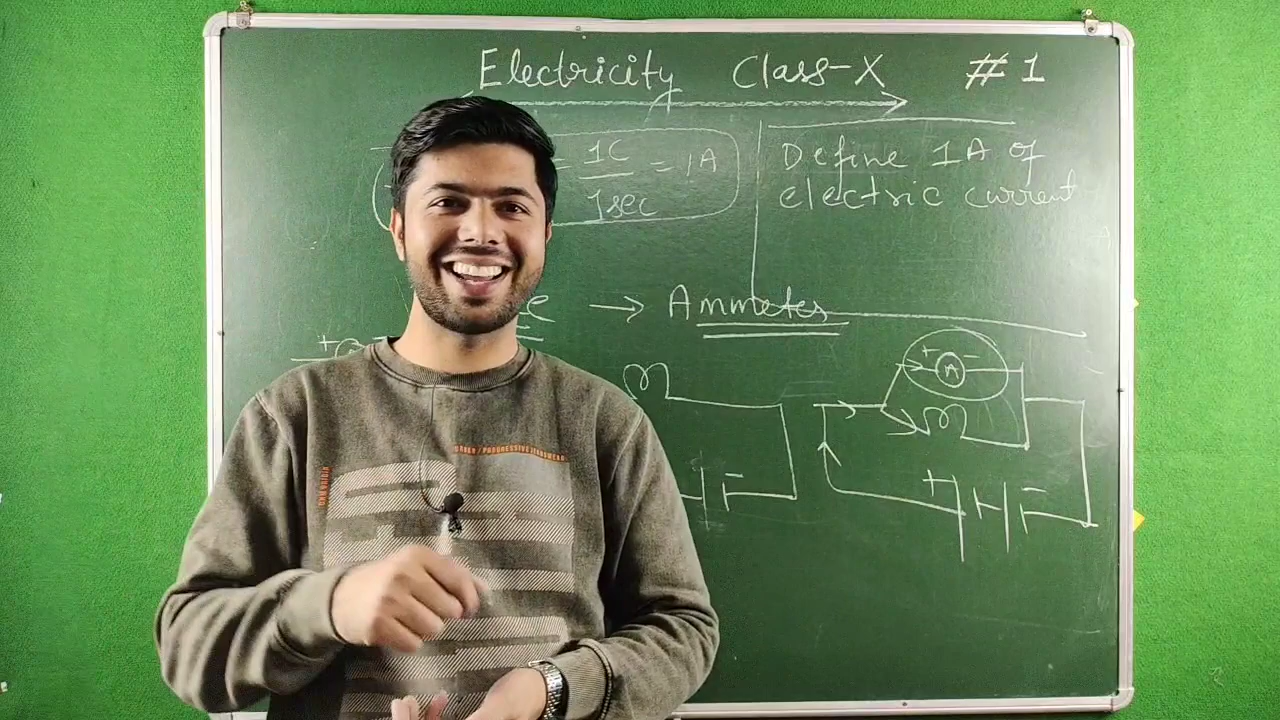 Electricity Class-X #1
= 1C/1sec = 1A
Define 1A of
electric current
→ Ammeter
+ -
A
+ -